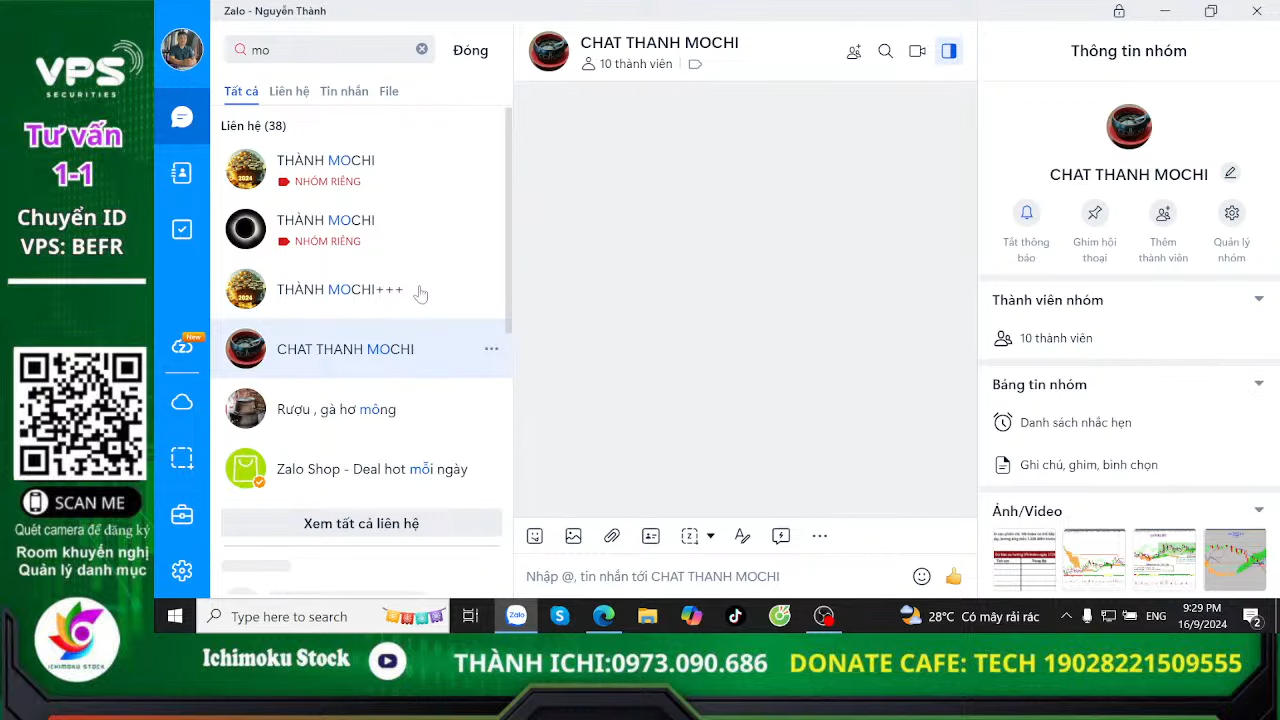 VPS
SECURITIES
Tư vấn
1-1
Chuyển ID
VPS: BEFR
SCAN ME
Quét camera để đăng ký
Room khuyến nghị
Quản lý danh mục
ICHIMOKU STOCK
Zalo - Nguyễn Thành
mo
Đóng
Tất cả
Liên hệ
Tin nhắn
File
Liên hệ (38)
THÀNH MOCHI
NHÓM RIÊNG
THÀNH MOCHI
NHÓM RIÊNG
THÀNH MOCHI+++
CHAT THANH MOCHI
Rượu , gà hơ mông
Zalo Shop - Deal hot mỗi ngày
Xem tất cả liên hệ
New
2024
2024
CHAT THANH MOCHI
10 thành viên
Nhập @, tin nhắn tới CHAT THANH MOCHI
Thông tin nhóm
CHAT THANH MOCHI
Tắt thông báo
Ghim hội thoại
Thêm thành viên
Quản lý nhóm
Thành viên nhóm
10 thành viên
Bảng tin nhóm
Danh sách nhắc hẹn
Ghi chú, ghim, bình chọn
Ảnh/Video
Type here to search
Zalo
28°C Có mây rải rác
ENG
9:29 PM
16/9/2024
2
Ichimoku Stock
THÀNH ICHI:0973.090.686
DONATE CAFE: TECH 19028221509555